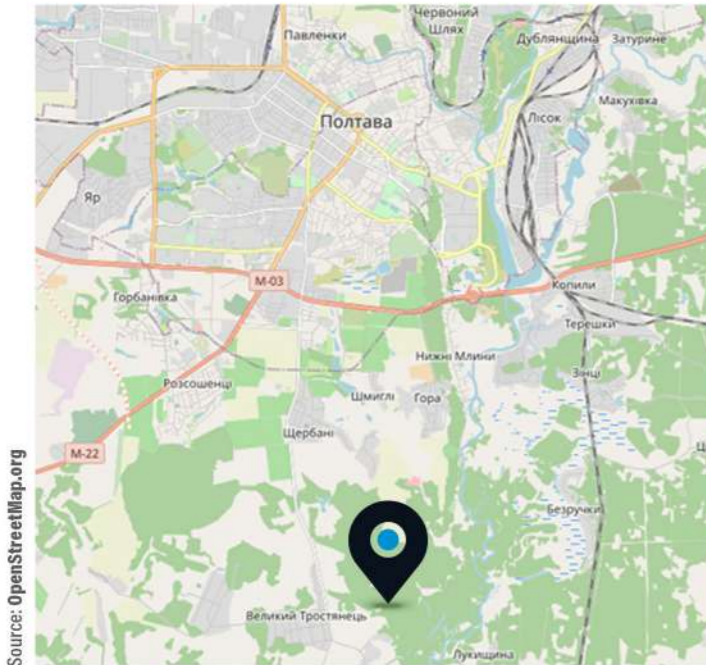 Червоний
Шлях
Павленки
Дублянщина
Затурине
Макухівка
Полтава
Лісок
Яр
М-03
Горбанівка
Копили
Терешки
Нижні Млини
Розсошенці
Шмиглі
Гора
Зінці
Щербані
М-22
Безручки
Великий Тростянець
Лукищина
Source: OpenStreetMap.org